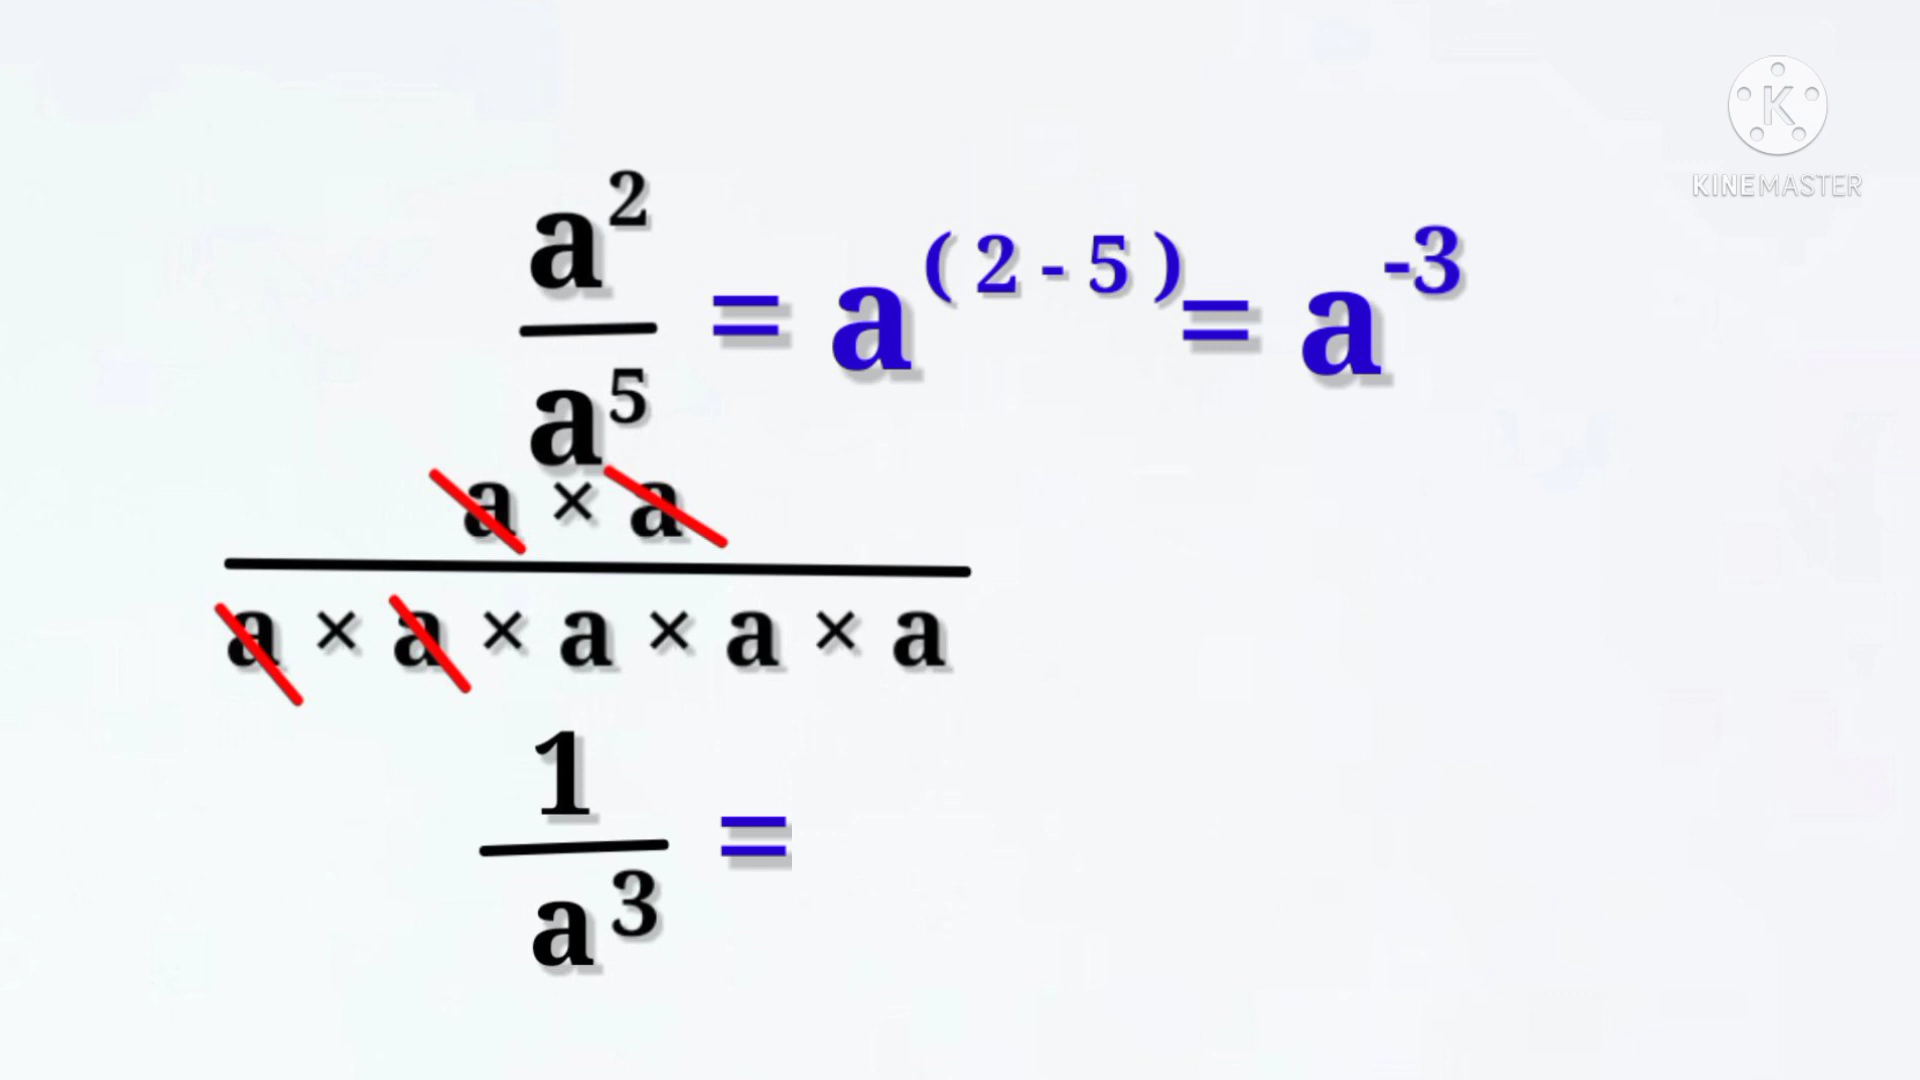 KINEMASTER
a² / a⁵ = a⁽ ² ⁻ ⁵ ⁾ = a⁻³
a × a
a × a × a × a × a
1 / a³ =